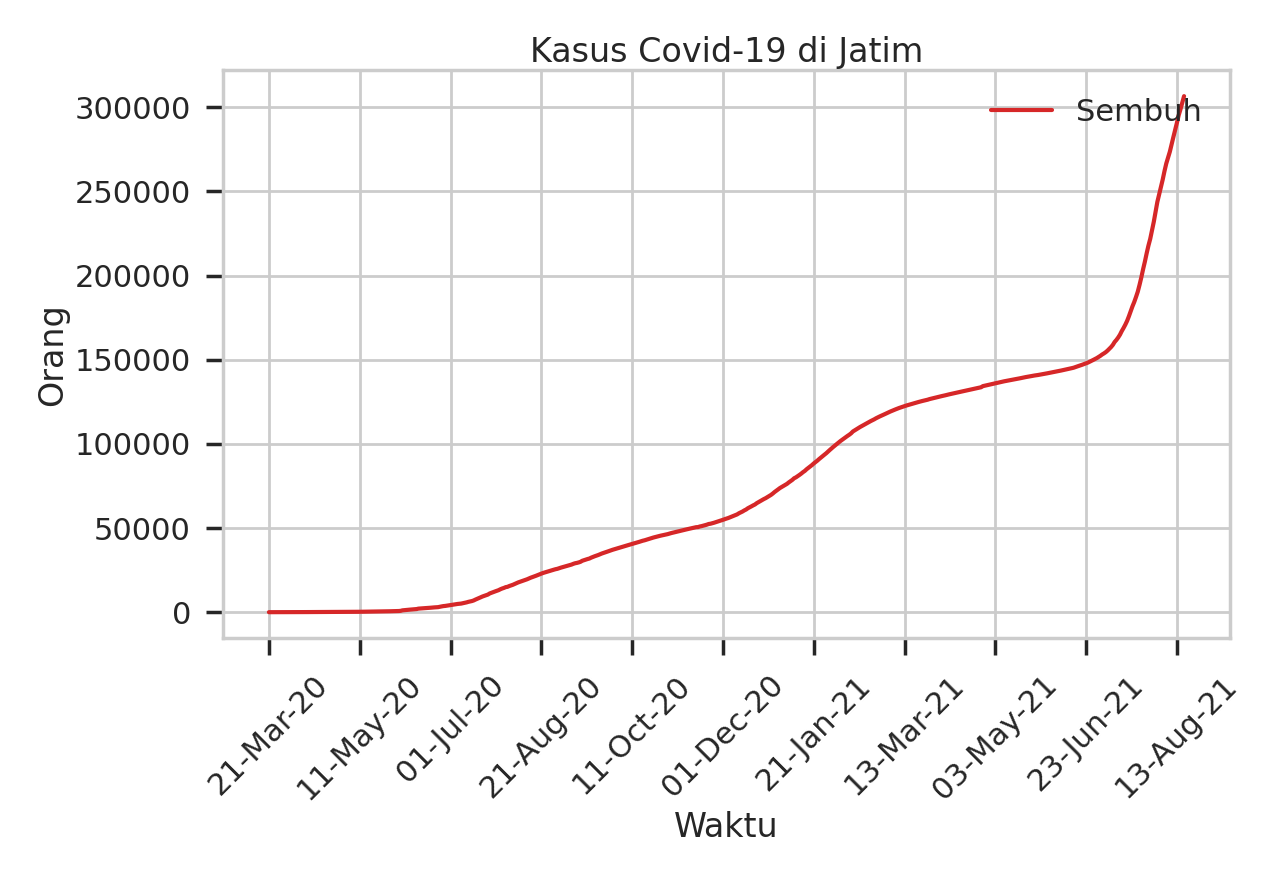 Kasus Covid-19 di Jatim
Sembuh
Orang
300000
250000
200000
150000
100000
50000
0
21-Mar-20
11-May-20
01-Jul-20
21-Aug-20
11-Oct-20
01-Dec-20
21-Jan-21
13-Mar-21
03-May-21
23-Jun-21
13-Aug-21
Waktu